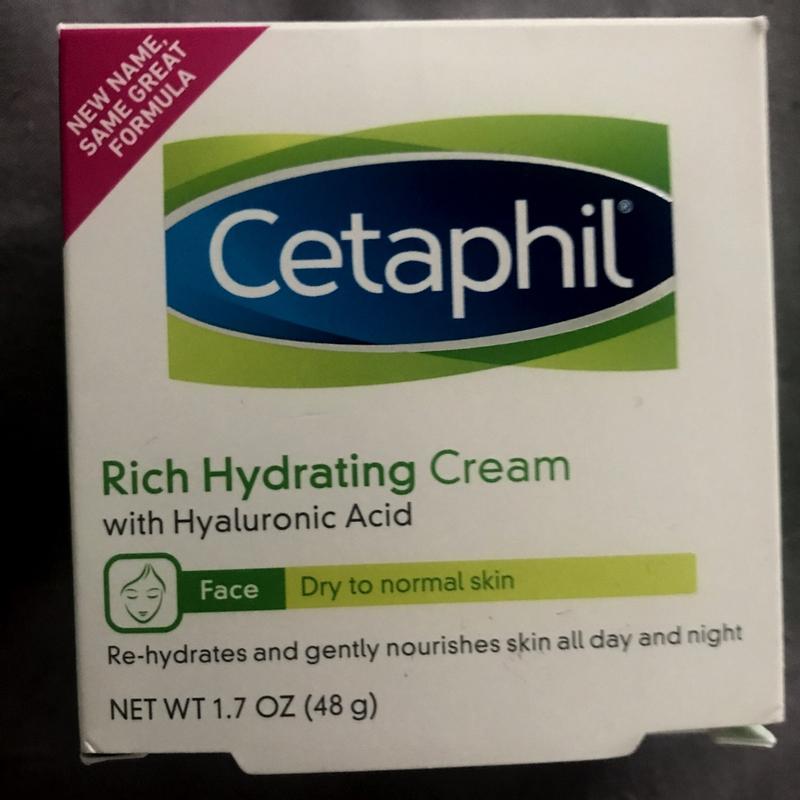 NEW NAME,
SAME GREAT
FORMULA
Cetaphil®
Rich Hydrating Cream
with Hyaluronic Acid
Face Dry to normal skin
Re-hydrates and gently nourishes skin all day and night
NET WT 1.7 OZ (48 g)